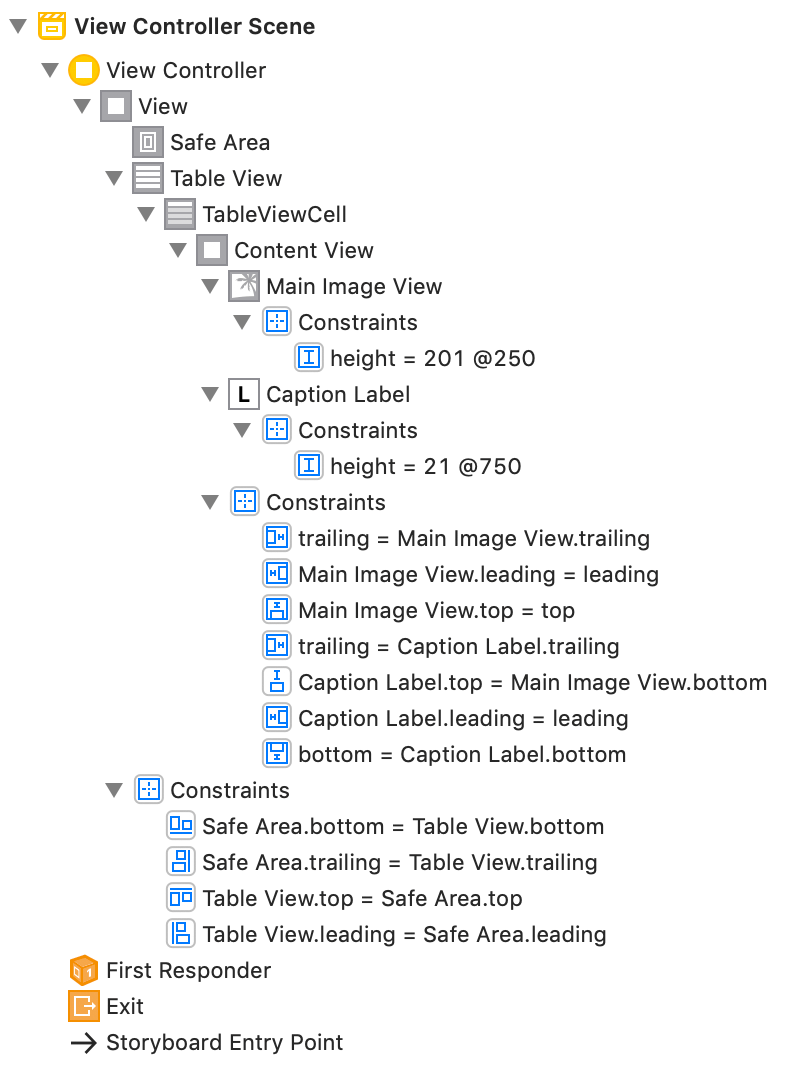 View Controller Scene
View Controller
View
Safe Area
Table View
TableViewCell
Content View
Main Image View
Constraints
height = 201 @250
L Caption Label
Constraints
height = 21 @750
Constraints
trailing = Main Image View.trailing
Main Image View.leading = leading
Main Image View.top = top
trailing = Caption Label.trailing
Caption Label.top = Main Image View.bottom
Caption Label.leading = leading
bottom = Caption Label.bottom
Constraints
Safe Area.bottom = Table View.bottom
Safe Area.trailing = Table View.trailing
Table View.top = Safe Area.top
Table View.leading = Safe Area.leading
First Responder
Exit
Storyboard Entry Point